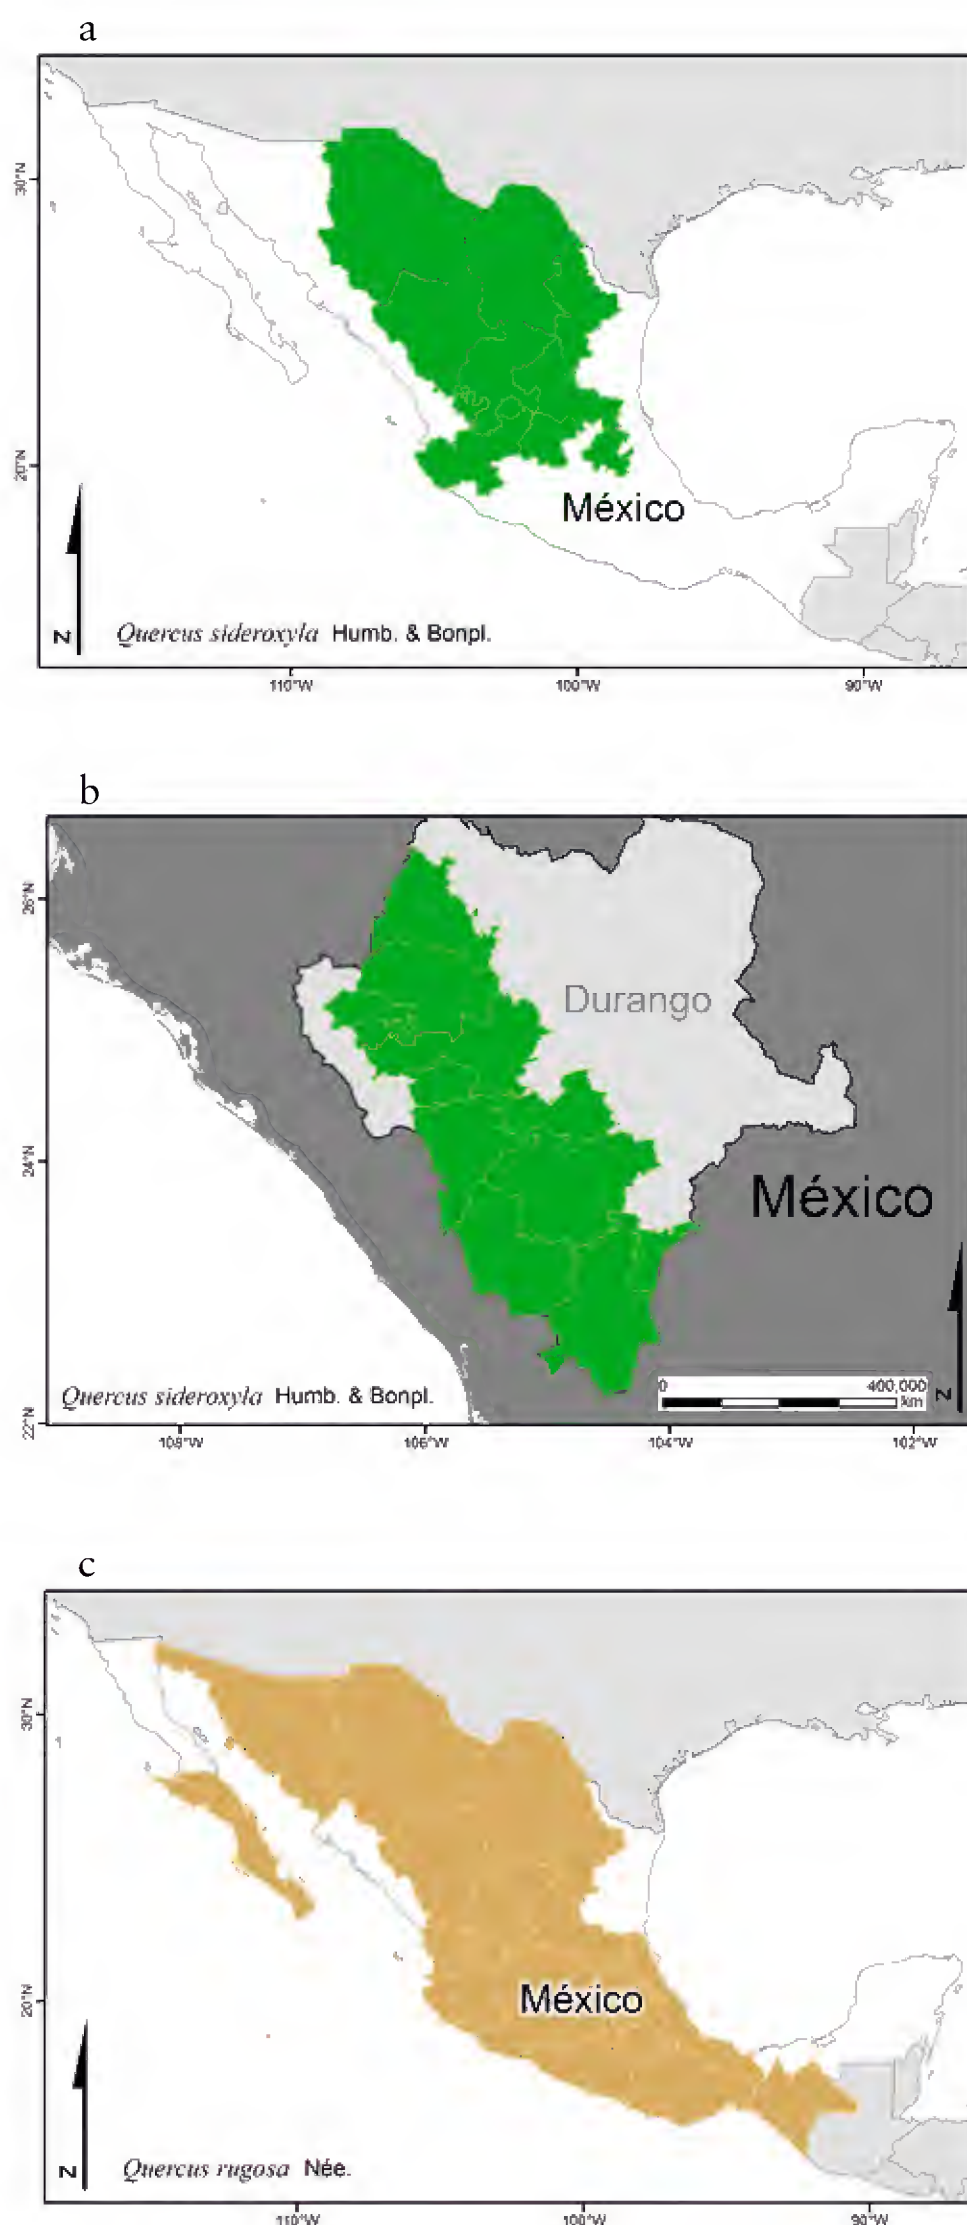 a
30°N
20°N
México
N
Quercus sideroxyla Humb. & Bonpl.
110°W 100°W 90°W
b
26°N
Durango
24°N
México
Quercus sideroxyla Humb. & Bonpl.
0 400,000
km
N
22°N
108°W 106°W 104°W 102°W
c
30°N
20°N
México
N
Quercus rugosa Née.
110°W 100°W 90°W